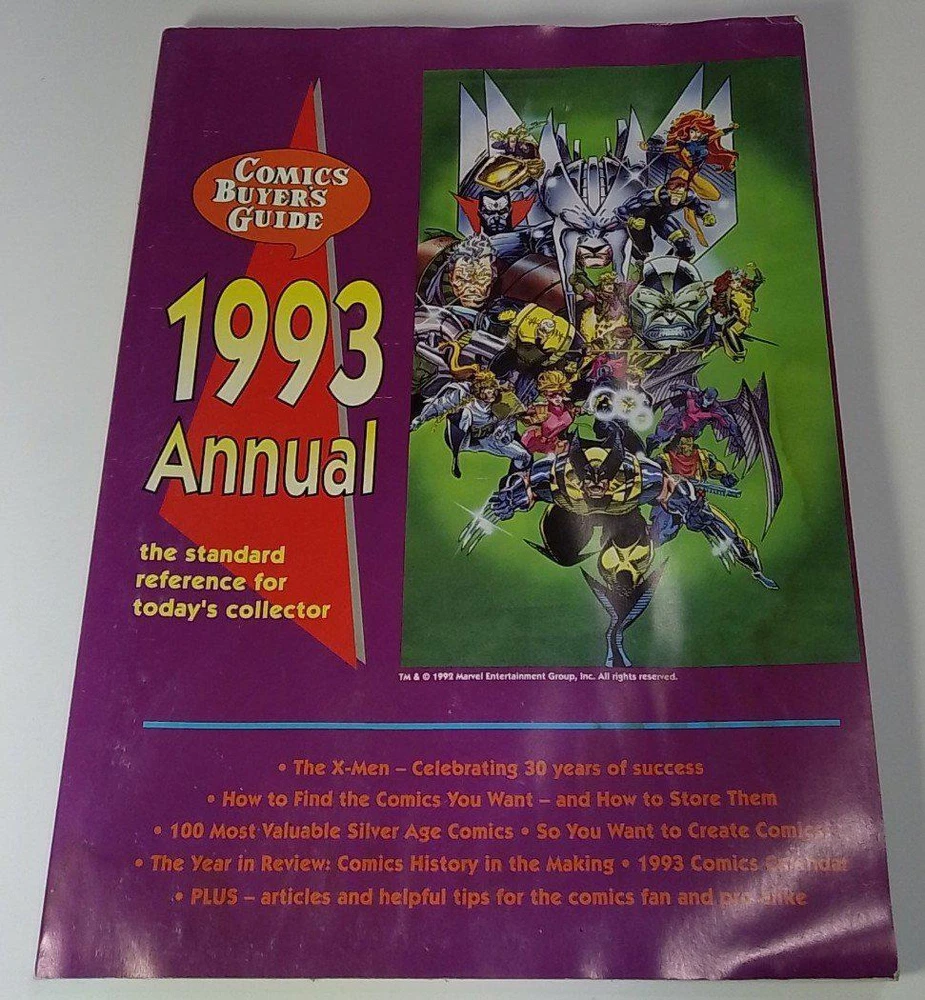 COMICS
BUYER'S
GUIDE
1993
Annual
the standard
reference for
today's collector
TM & © 1992 Marvel Entertainment Group, Inc. All rights reserved.
• The X-Men – Celebrating 30 years of success
• How to Find the Comics You Want – and How to Store Them
• 100 Most Valuable Silver Age Comics • So You Want to Create Comics
• The Year in Review: Comics History in the Making • 1993 Comics Calendar
• PLUS – articles and helpful tips for the comics fan and pro alike